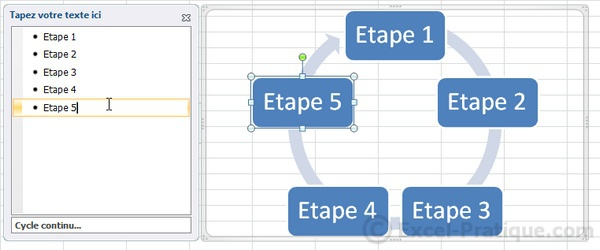 Tapez votre texte ici
Etape 1
Etape 2
Etape 3
Etape 4
Etape 5
Cycle continu...
Etape 1
Etape 2
Etape 3
Etape 4
Etape 5
© Excel-Pratique.com